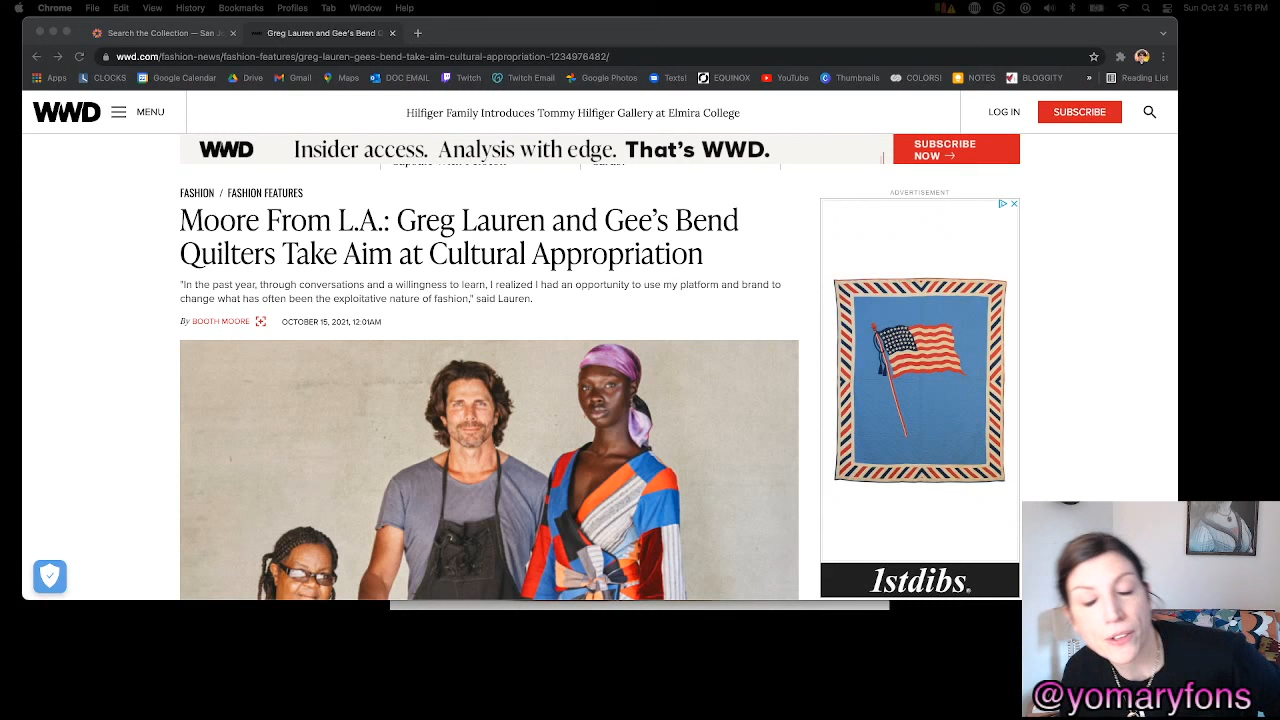 Chrome File Edit View History Bookmarks Profiles Tab Window Help Sun Oct 24 5:16 PM
Search the Collection — San J Greg Lauren and Gee's Bend Q
wwd.com/fashion-news/fashion-features/greg-lauren-gees-bend-take-aim-cultural-appropriation-1234976482/
Apps CLOCKS Google Calendar Drive Gmail Maps DOC EMAIL Twitch Twitch Email Google Photos Texts! EQUINOX YouTube Thumbnails COLORS! NOTES BLOGGITY » Reading List
WWD MENU Hilfiger Family Introduces Tommy Hilfiger Gallery at Elmira College LOG IN SUBSCRIBE
WWD Insider access. Analysis with edge. That's WWD. SUBSCRIBE NOW →
FASHION / FASHION FEATURES
ADVERTISEMENT
Moore From L.A.: Greg Lauren and Gee's Bend
Quilters Take Aim at Cultural Appropriation
"In the past year, through conversations and a willingness to learn, I realized I had an opportunity to use my platform and brand to
change what has often been the exploitative nature of fashion," said Lauren.
By BOOTH MOORE OCTOBER 15, 2021, 12:01AM
1stdibs.
@yomaryfons